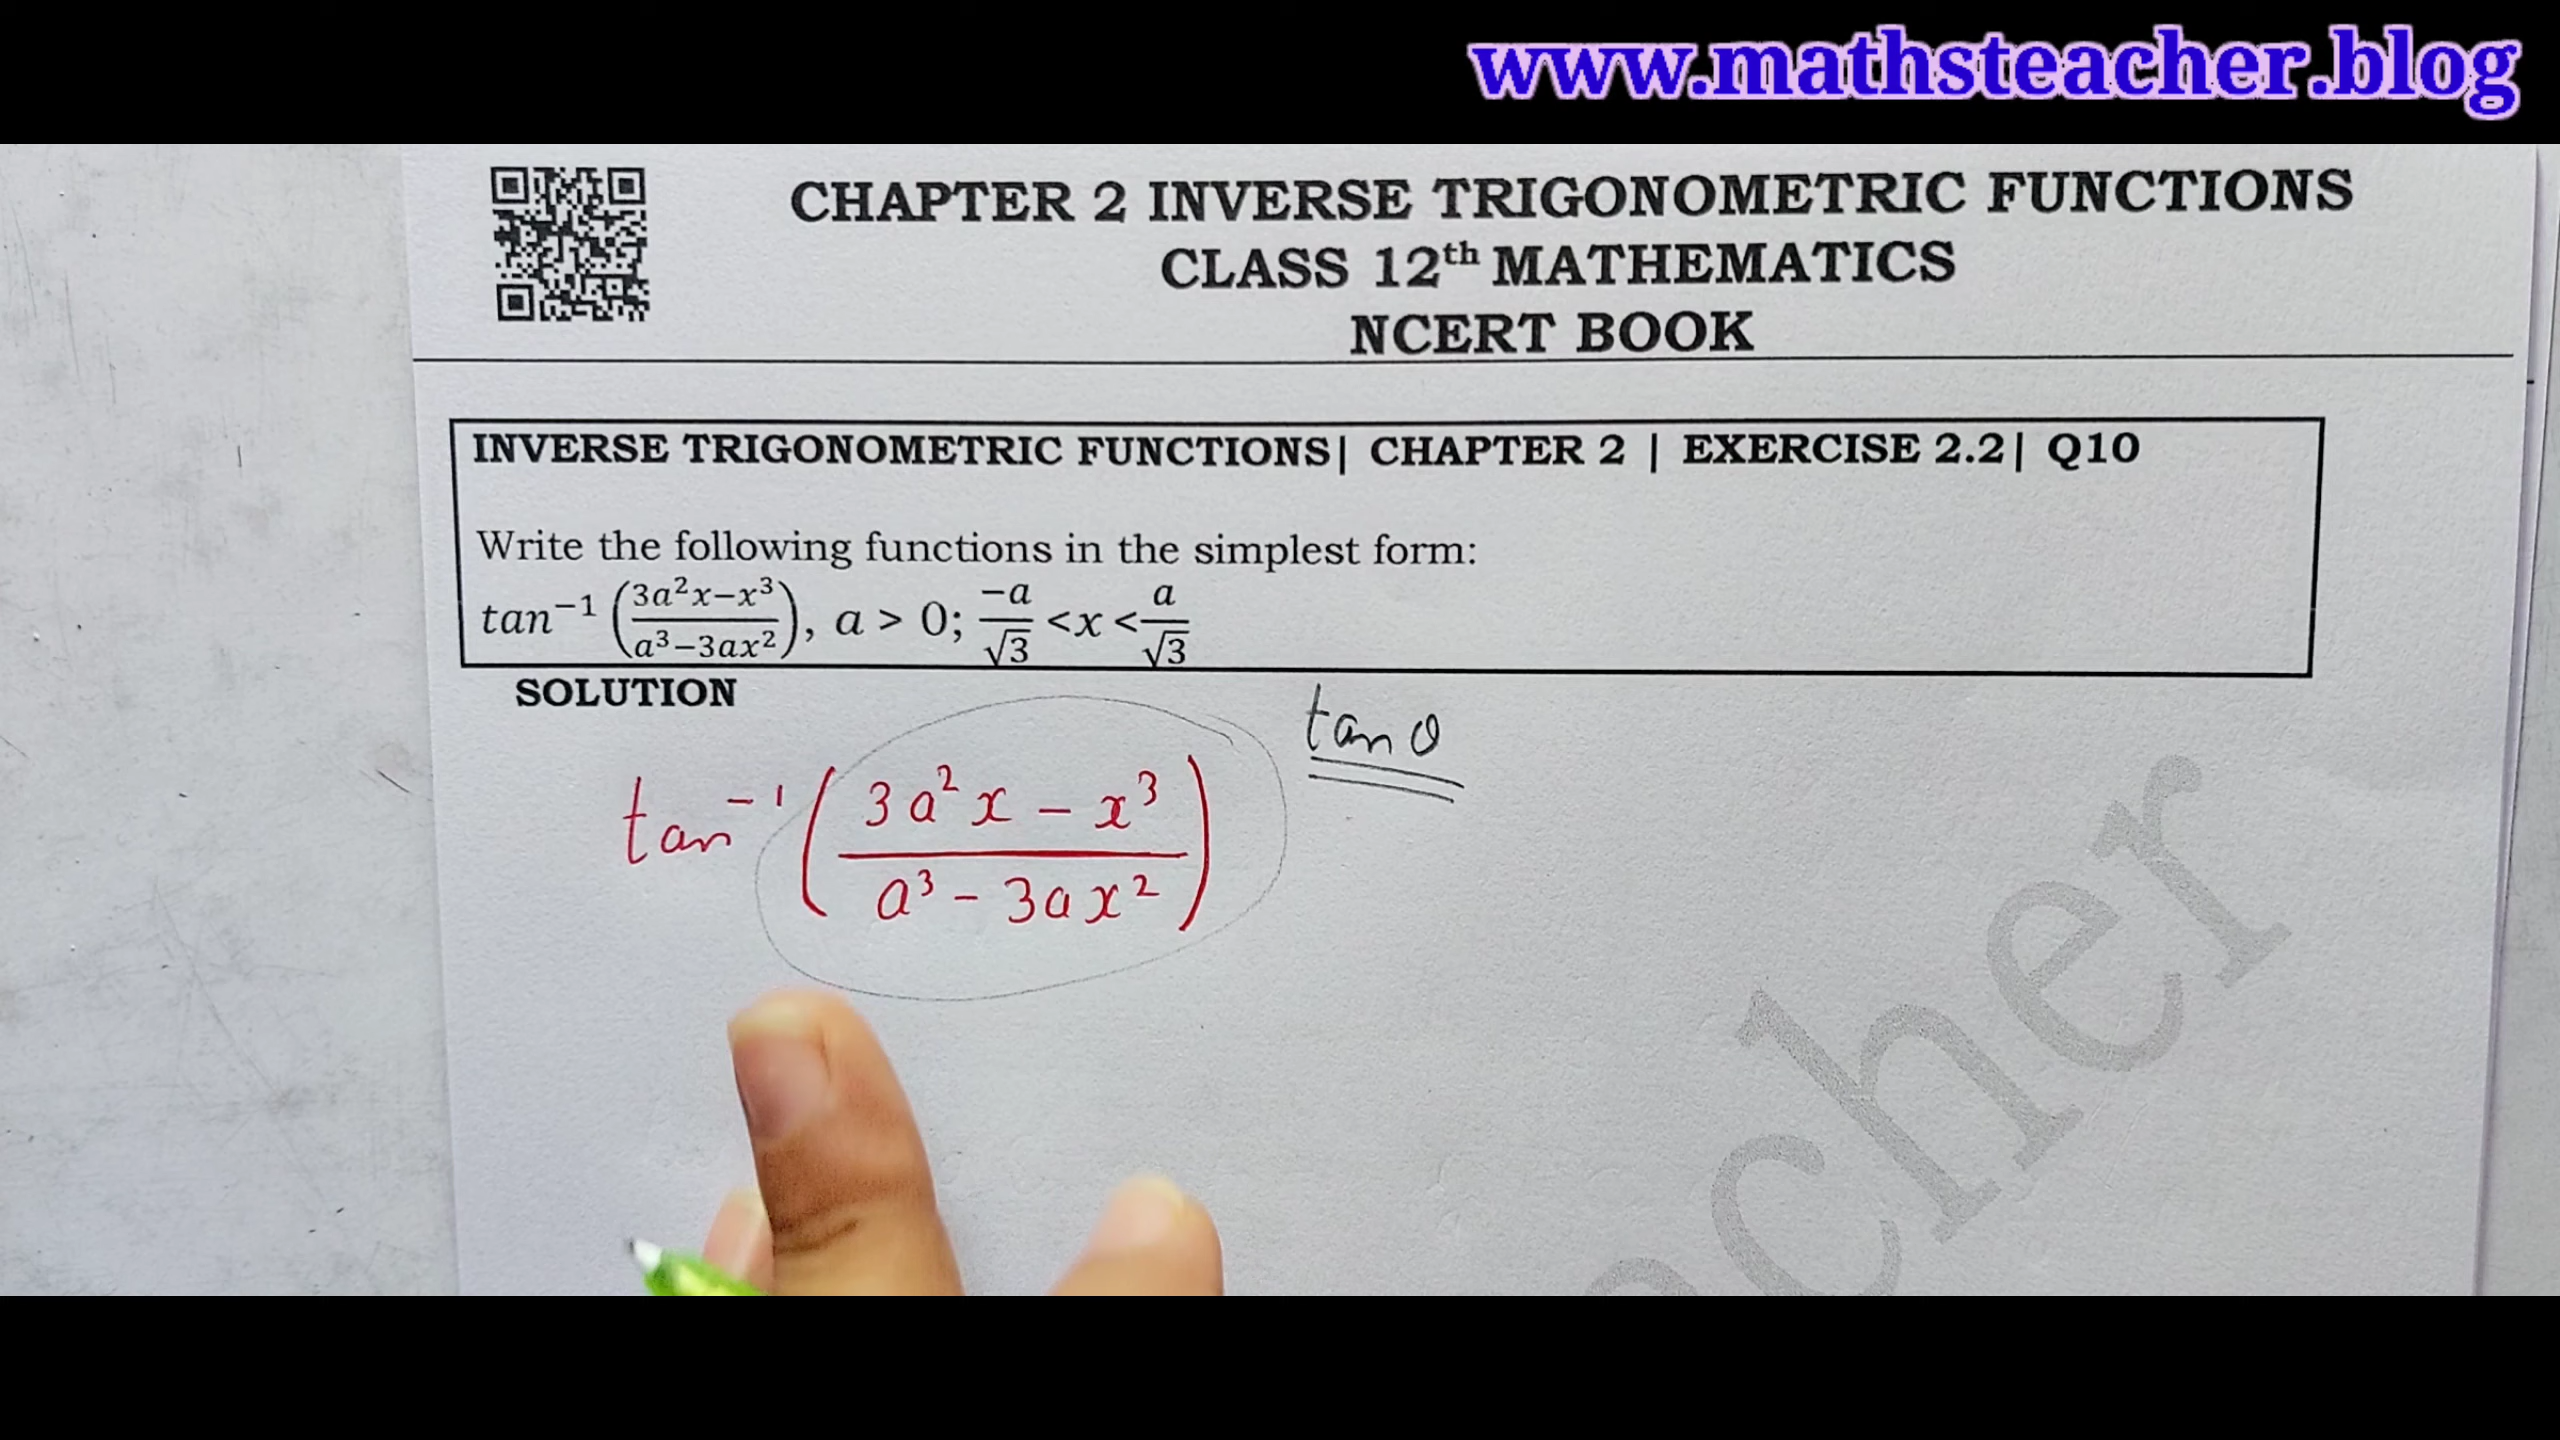 www.mathsteacher.blog
CHAPTER 2 INVERSE TRIGONOMETRIC FUNCTIONS
CLASS 12th MATHEMATICS
NCERT BOOK
INVERSE TRIGONOMETRIC FUNCTIONS| CHAPTER 2 | EXERCISE 2.2| Q10
Write the following functions in the simplest form:
tan⁻¹ ((3a²x−x³)/(a³−3ax²)), a > 0; −a/√3 <x < a/√3
SOLUTION
tan θ
tan⁻¹ ((3a²x − x³)/(a³ − 3ax²))
acher